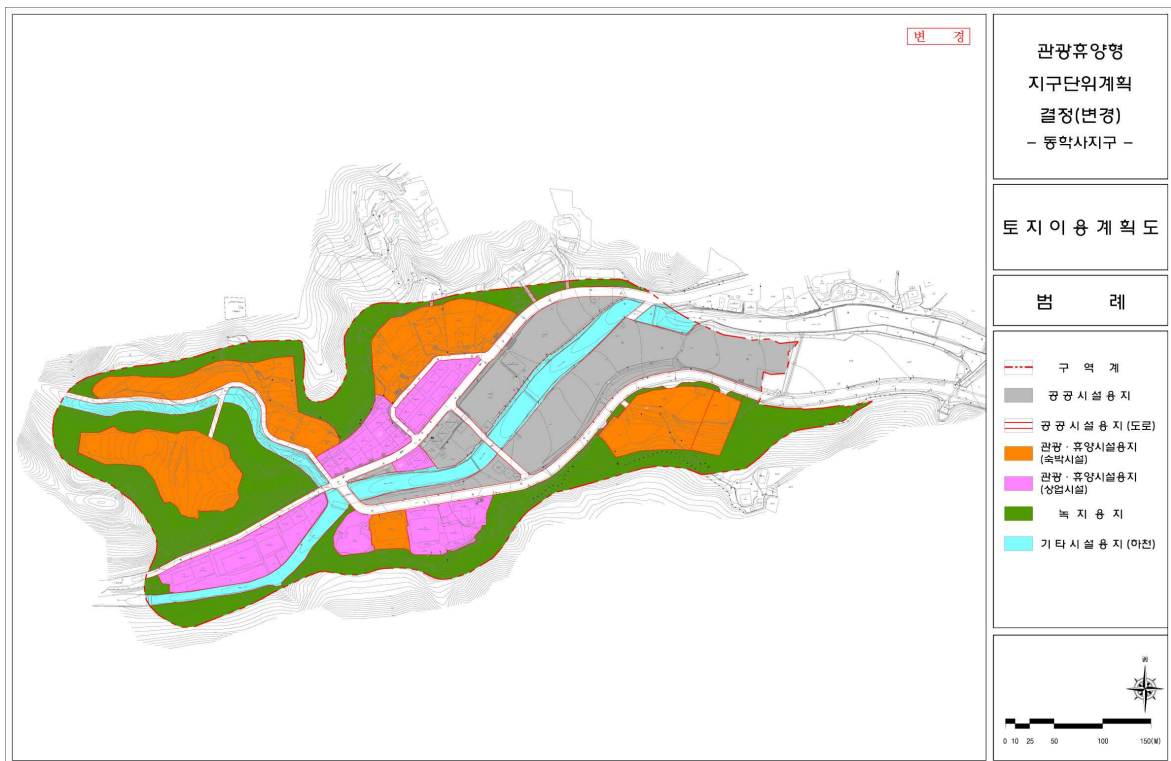 변 경
관광휴양형
지구단위계획
결정(변경)
- 동학사지구 -
토지이용계획도
범 례
구 역 계
공공시설용지
공공시설용지(도로)
관광·휴양시설용지
(숙박시설)
관광·휴양시설용지
(상업시설)
녹 지 용 지
기타시설용지(하천)
0 10 25 50 100 150(M)